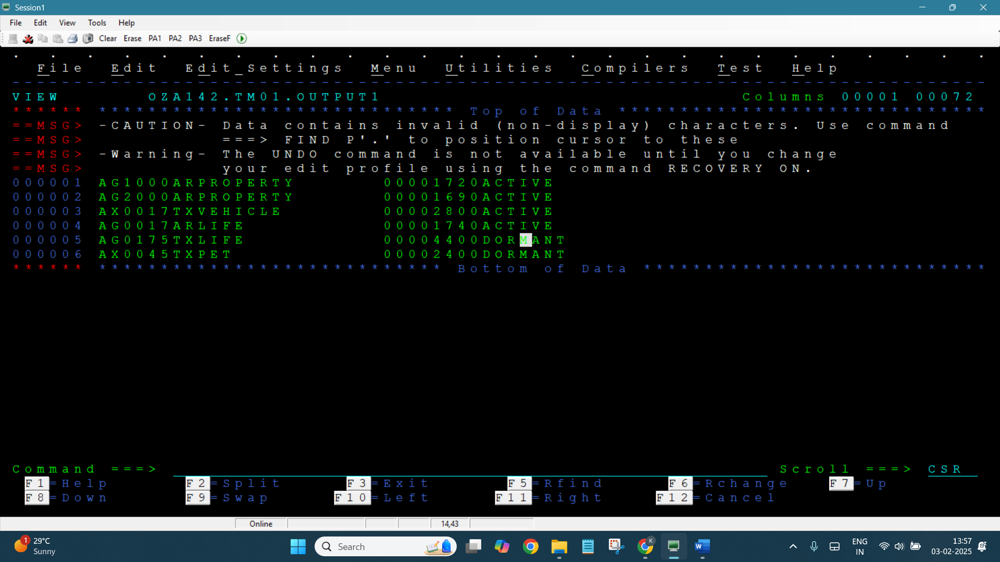 Session1
File Edit View Tools Help
Clear Erase PA1 PA2 PA3 EraseF
File Edit Edit_Settings Menu Utilities Compilers Test Help
VIEW OZA142.TM01.OUTPUT1 Columns 00001 00072
****** ***************************** Top of Data ******************************
==MSG> -CAUTION- Data contains invalid (non-display) characters. Use command
==MSG> ===> FIND P'.' to position cursor to these
==MSG> -Warning- The UNDO command is not available until you change
==MSG> your edit profile using the command RECOVERY ON.
000001 AG1000ARPROPERTY 00001720ACTIVE
000002 AG2000ARPROPERTY 00001690ACTIVE
000003 AX0017TXVEHICLE 00002800ACTIVE
000004 AG0017ARLIFE 00001740ACTIVE
000005 AG0175TXLIFE 00004400DORMANT
000006 AX0045TXPET 00002400DORMANT
****** **************************** Bottom of Data ****************************
Command ===> Scroll ===> CSR
F1=Help F2=Split F3=Exit F5=Rfind F6=Rchange F7=Up
F8=Down F9=Swap F10=Left F11=Right F12=Cancel
Online 14,43
1 29°C
Sunny
Search
K
W
ENG
IN
13:57
03-02-2025